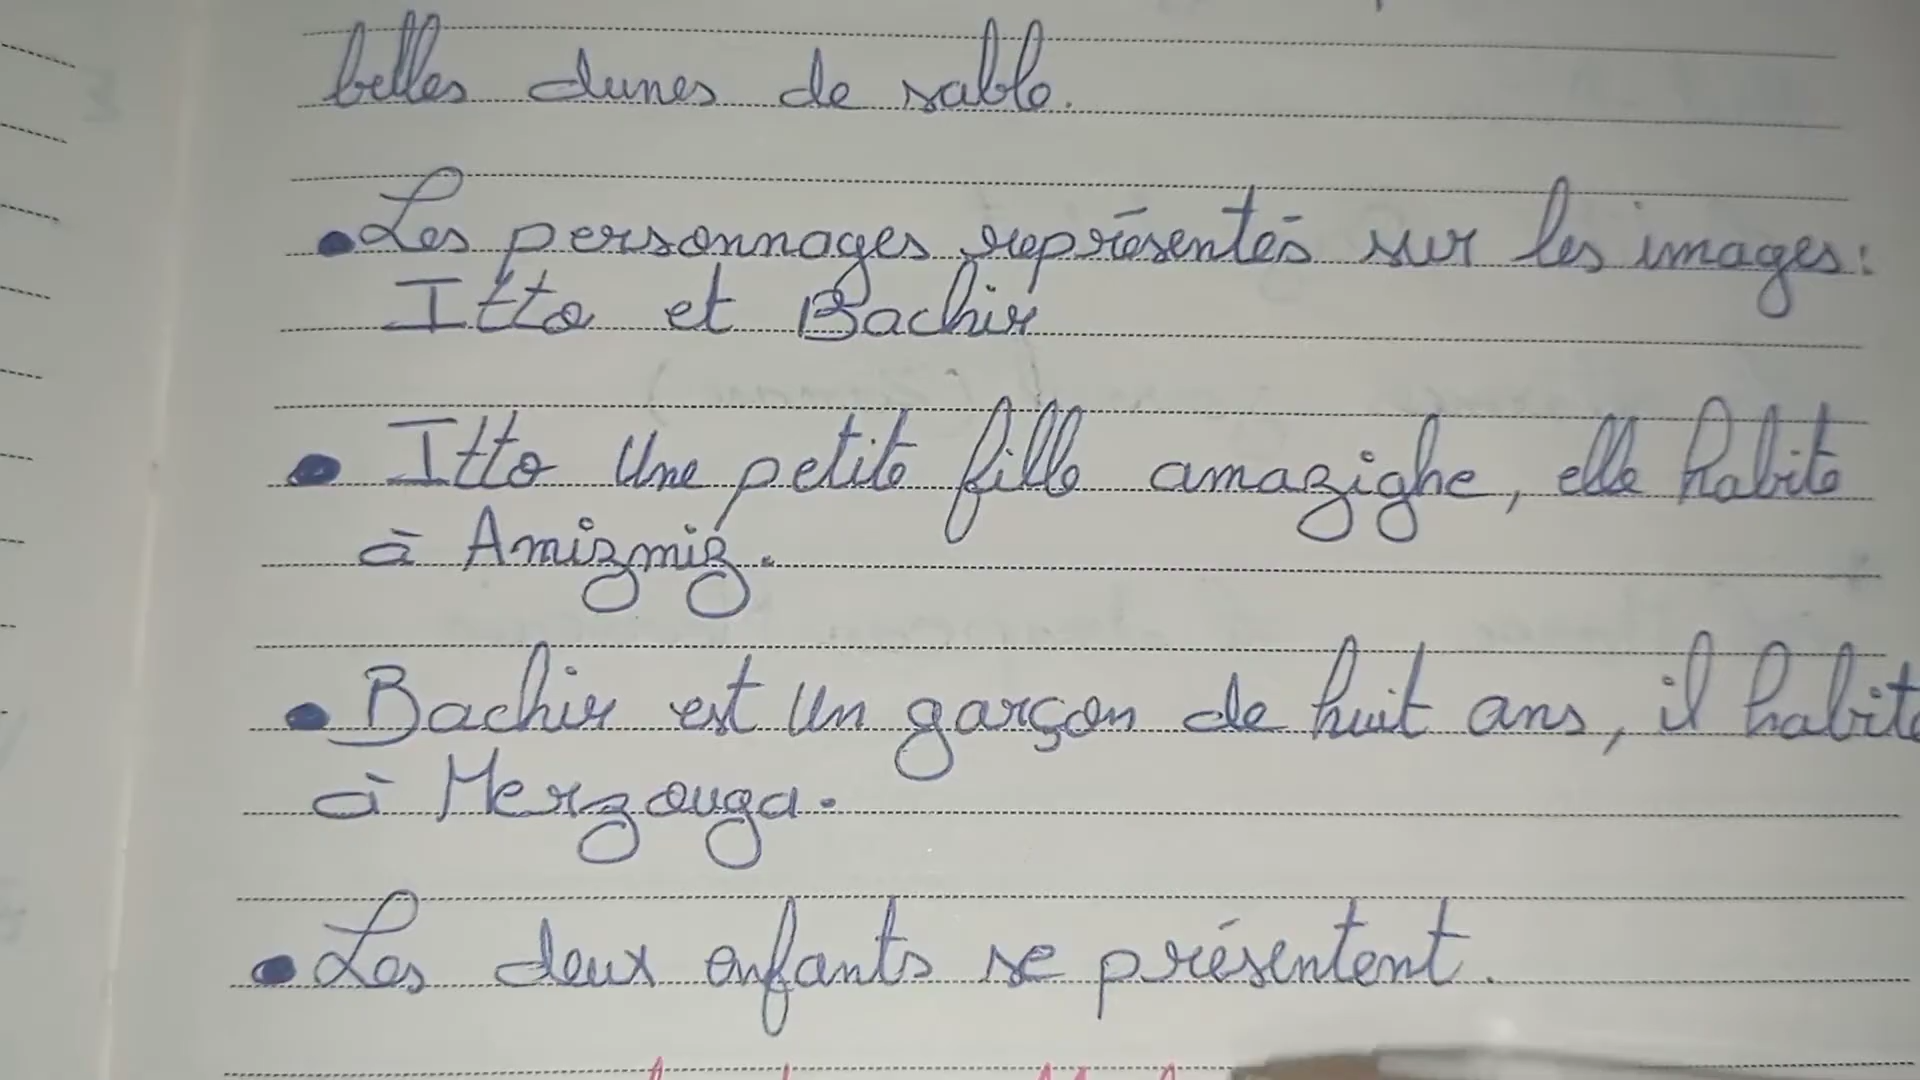 belles dunes de sable.
• Les personnages représentés sur les images:
Itto et Bachir
• Itto Une petite fille amazighe, elle habite
à Amizmiz.
• Bachir est Un garçon de huit ans, il habite
à Merzouga.
• Les deux enfants se présentent.